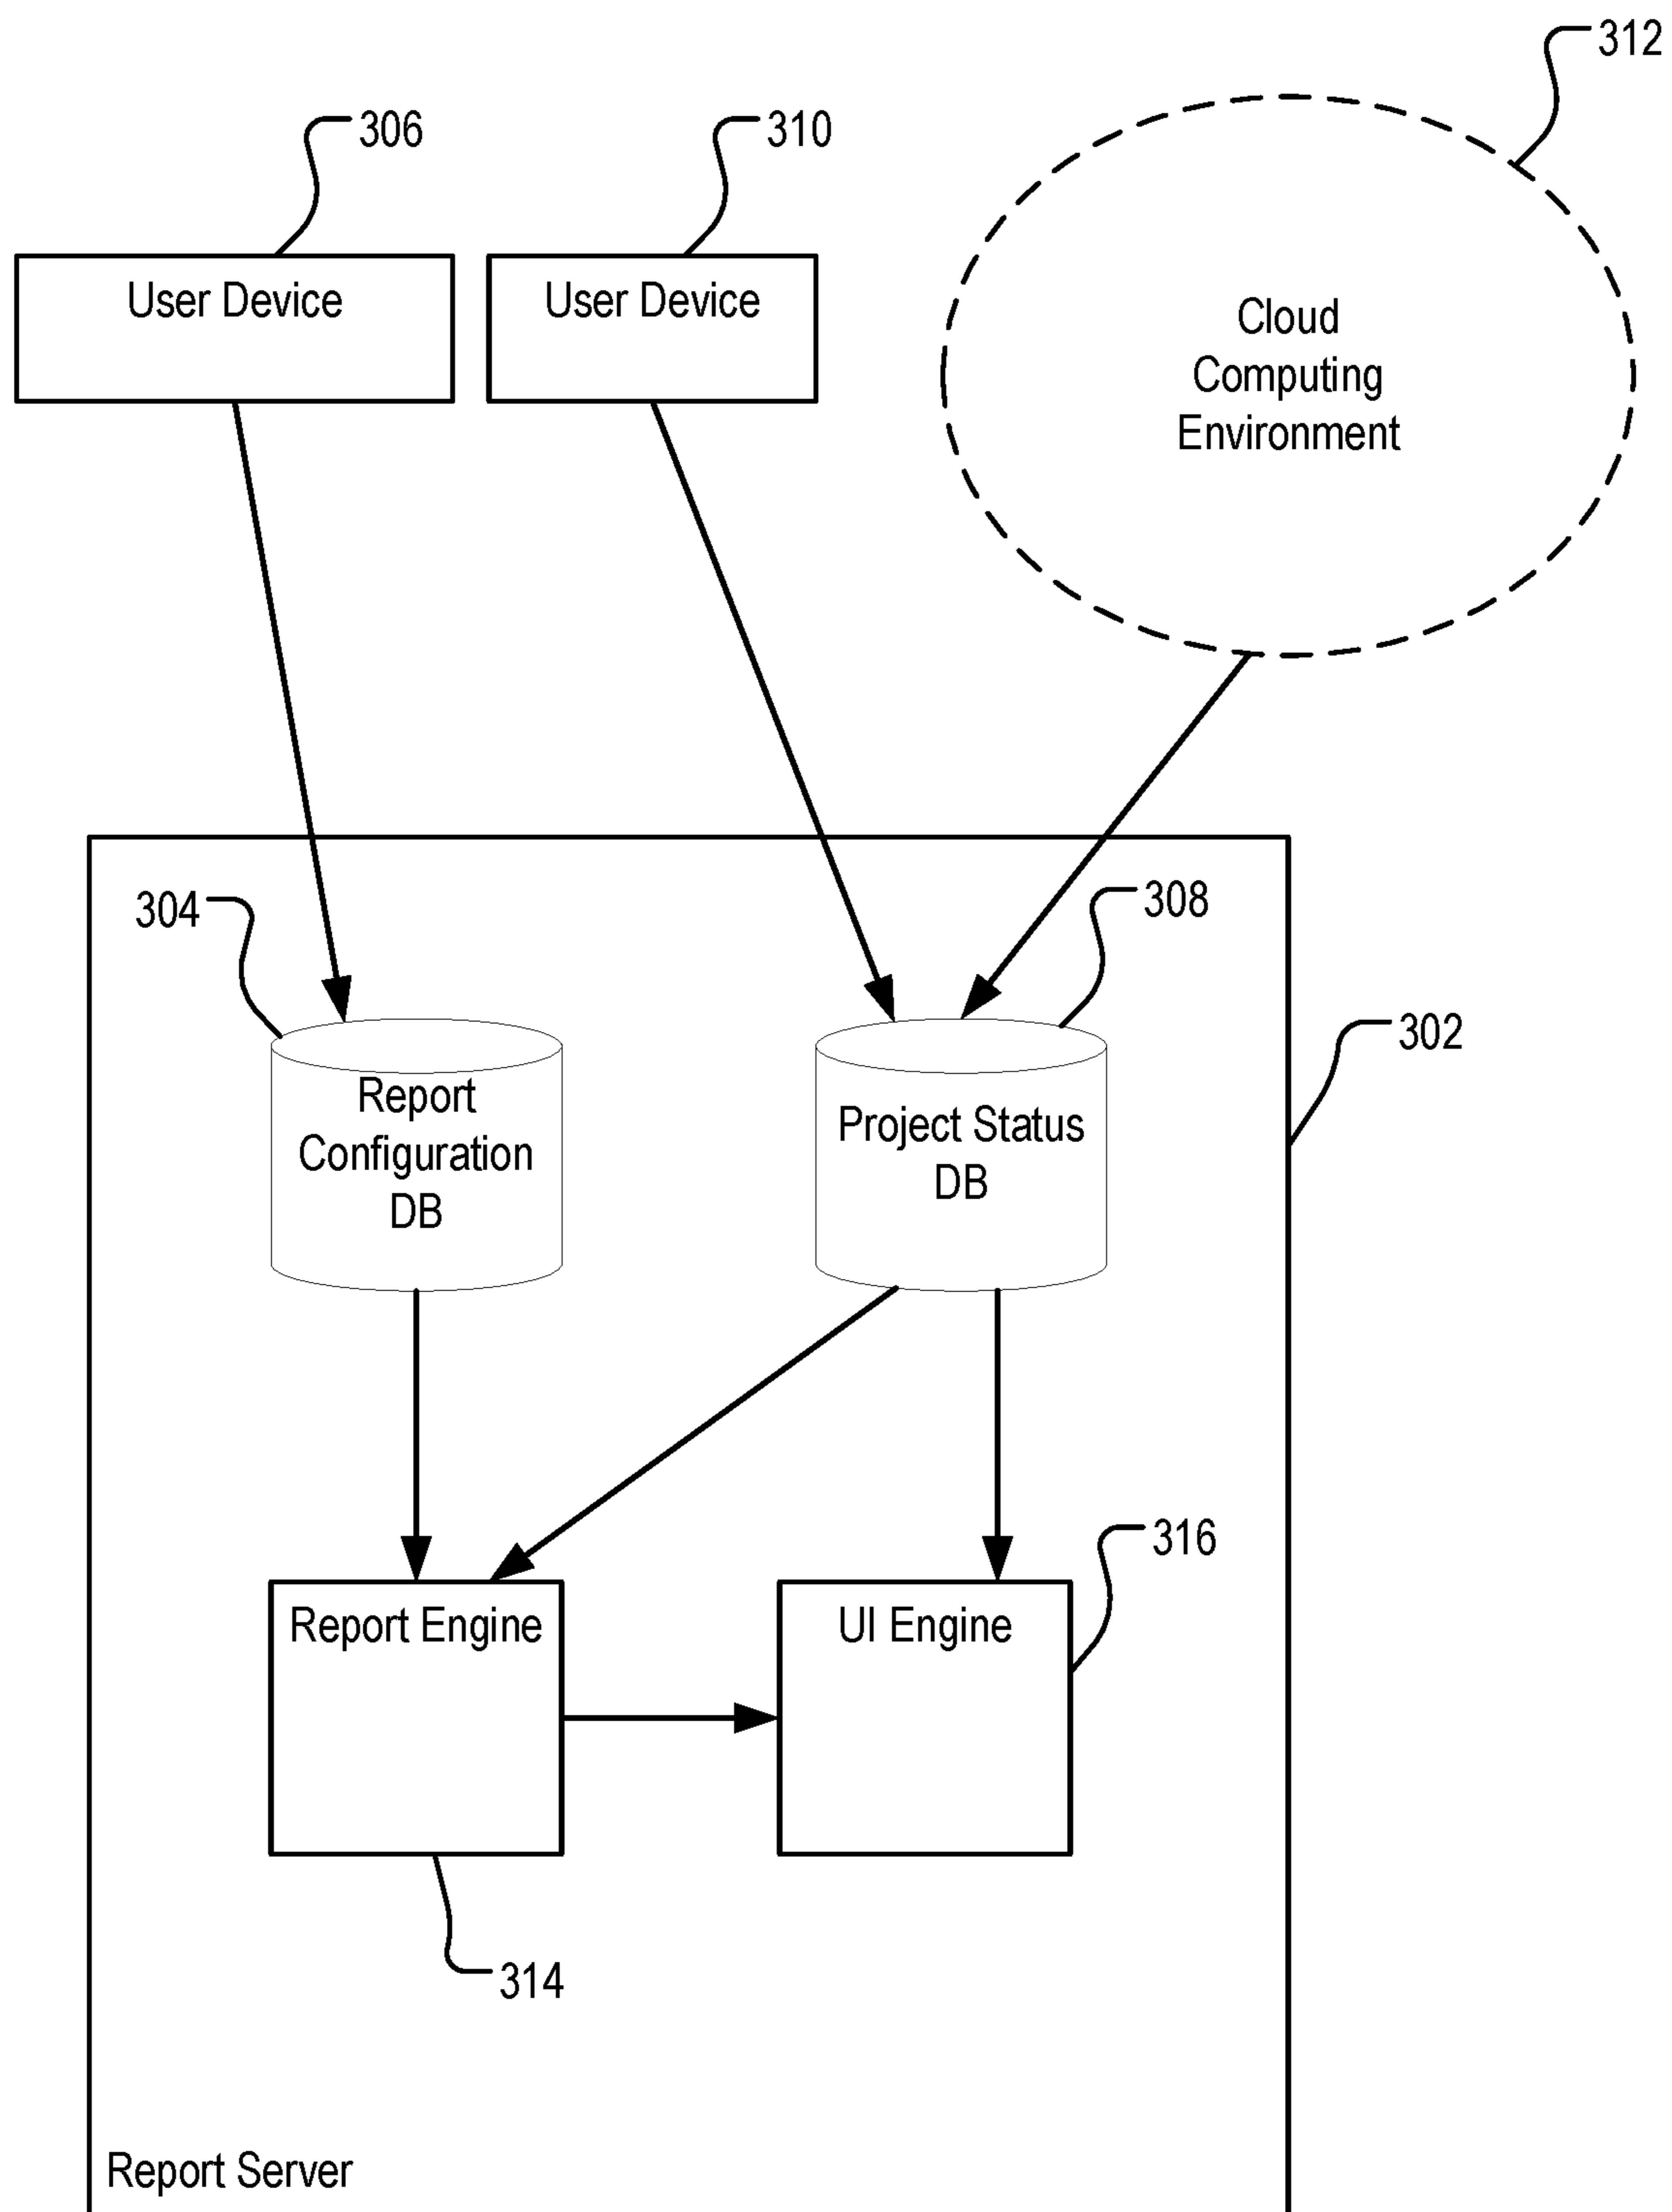 312
306
310
User Device
User Device
Cloud
Computing
Environment
304
308
302
Report
Configuration
DB
Project Status
DB
316
Report Engine
UI Engine
314
Report Server